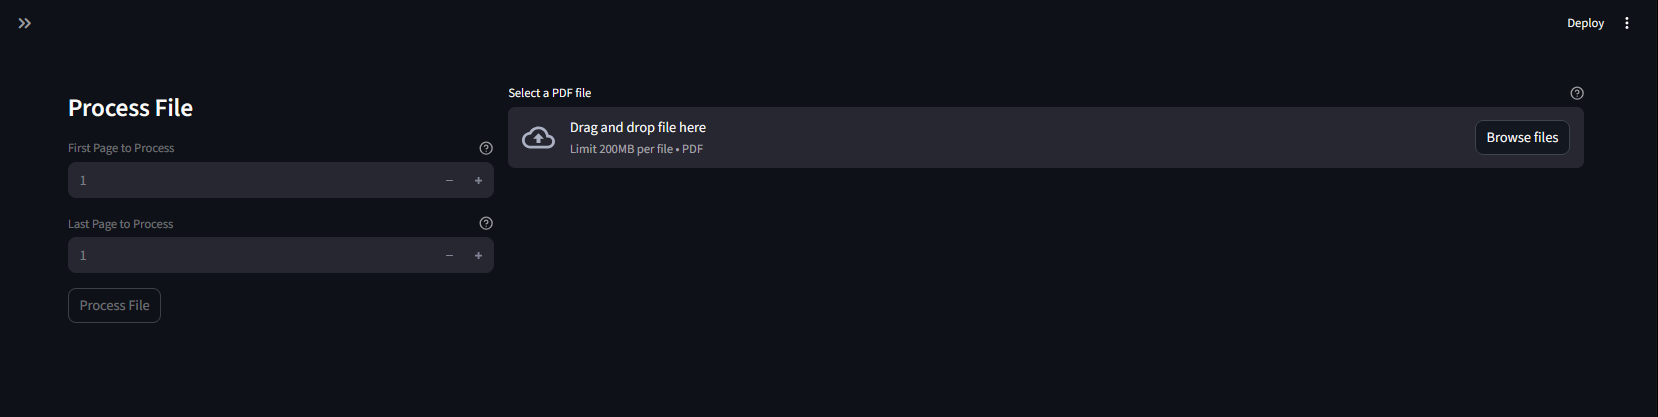 Deploy
Process File
First Page to Process
1
Last Page to Process
1
Process File
Select a PDF file
Drag and drop file here
Limit 200MB per file • PDF
Browse files